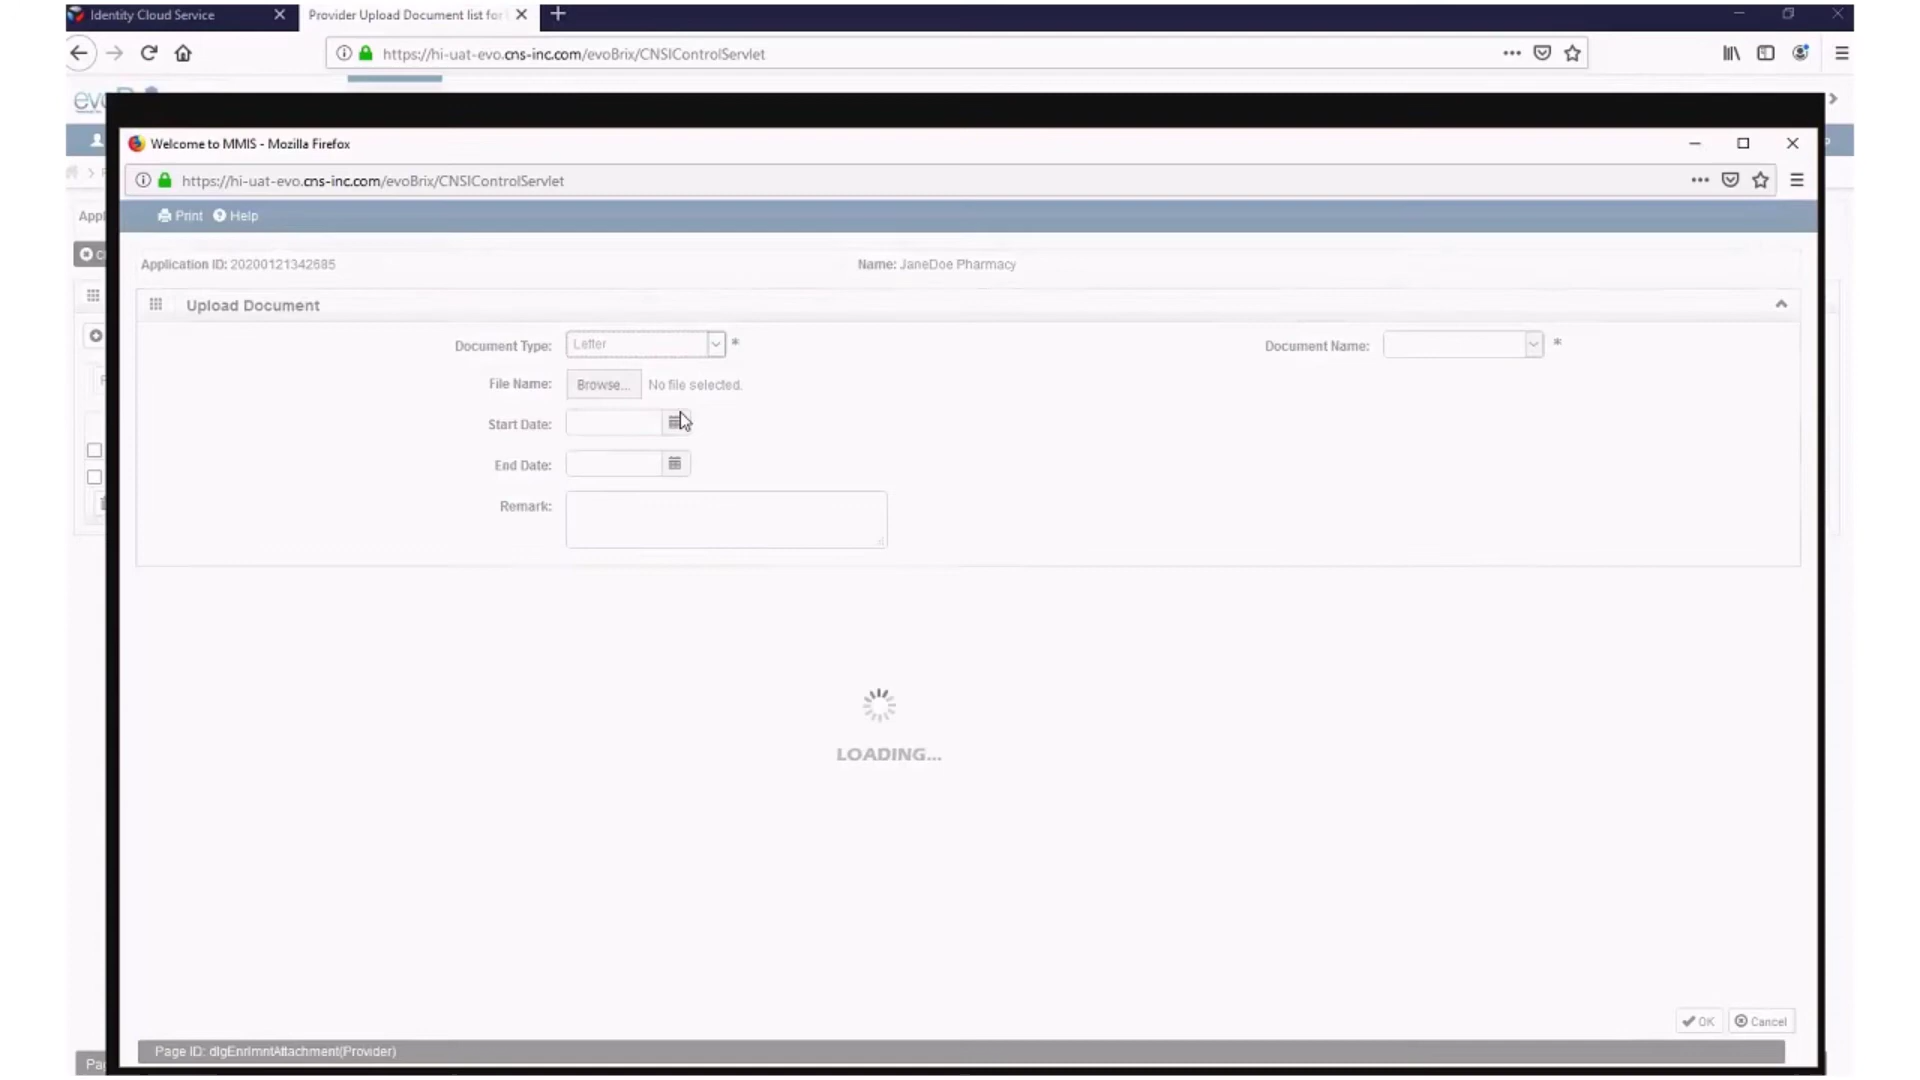 Identity Cloud Service
Provider Upload Document list for
https://hi-uat-evo.cns-inc.com/evoBrix/CNSIControlServlet
Welcome to MMIS - Mozilla Firefox
https://hi-uat-evo.cns-inc.com/evoBrix/CNSIControlServlet
Print Help
Appl
Application ID: 20200121342685 Name: JaneDoe Pharmacy
Upload Document
Document Type: Letter * Document Name: *
File Name: Browse... No file selected.
Start Date:
End Date:
Remark:
LOADING...
OK Cancel
Page ID: dlgEnrlmntAttachment(Provider)
Pa